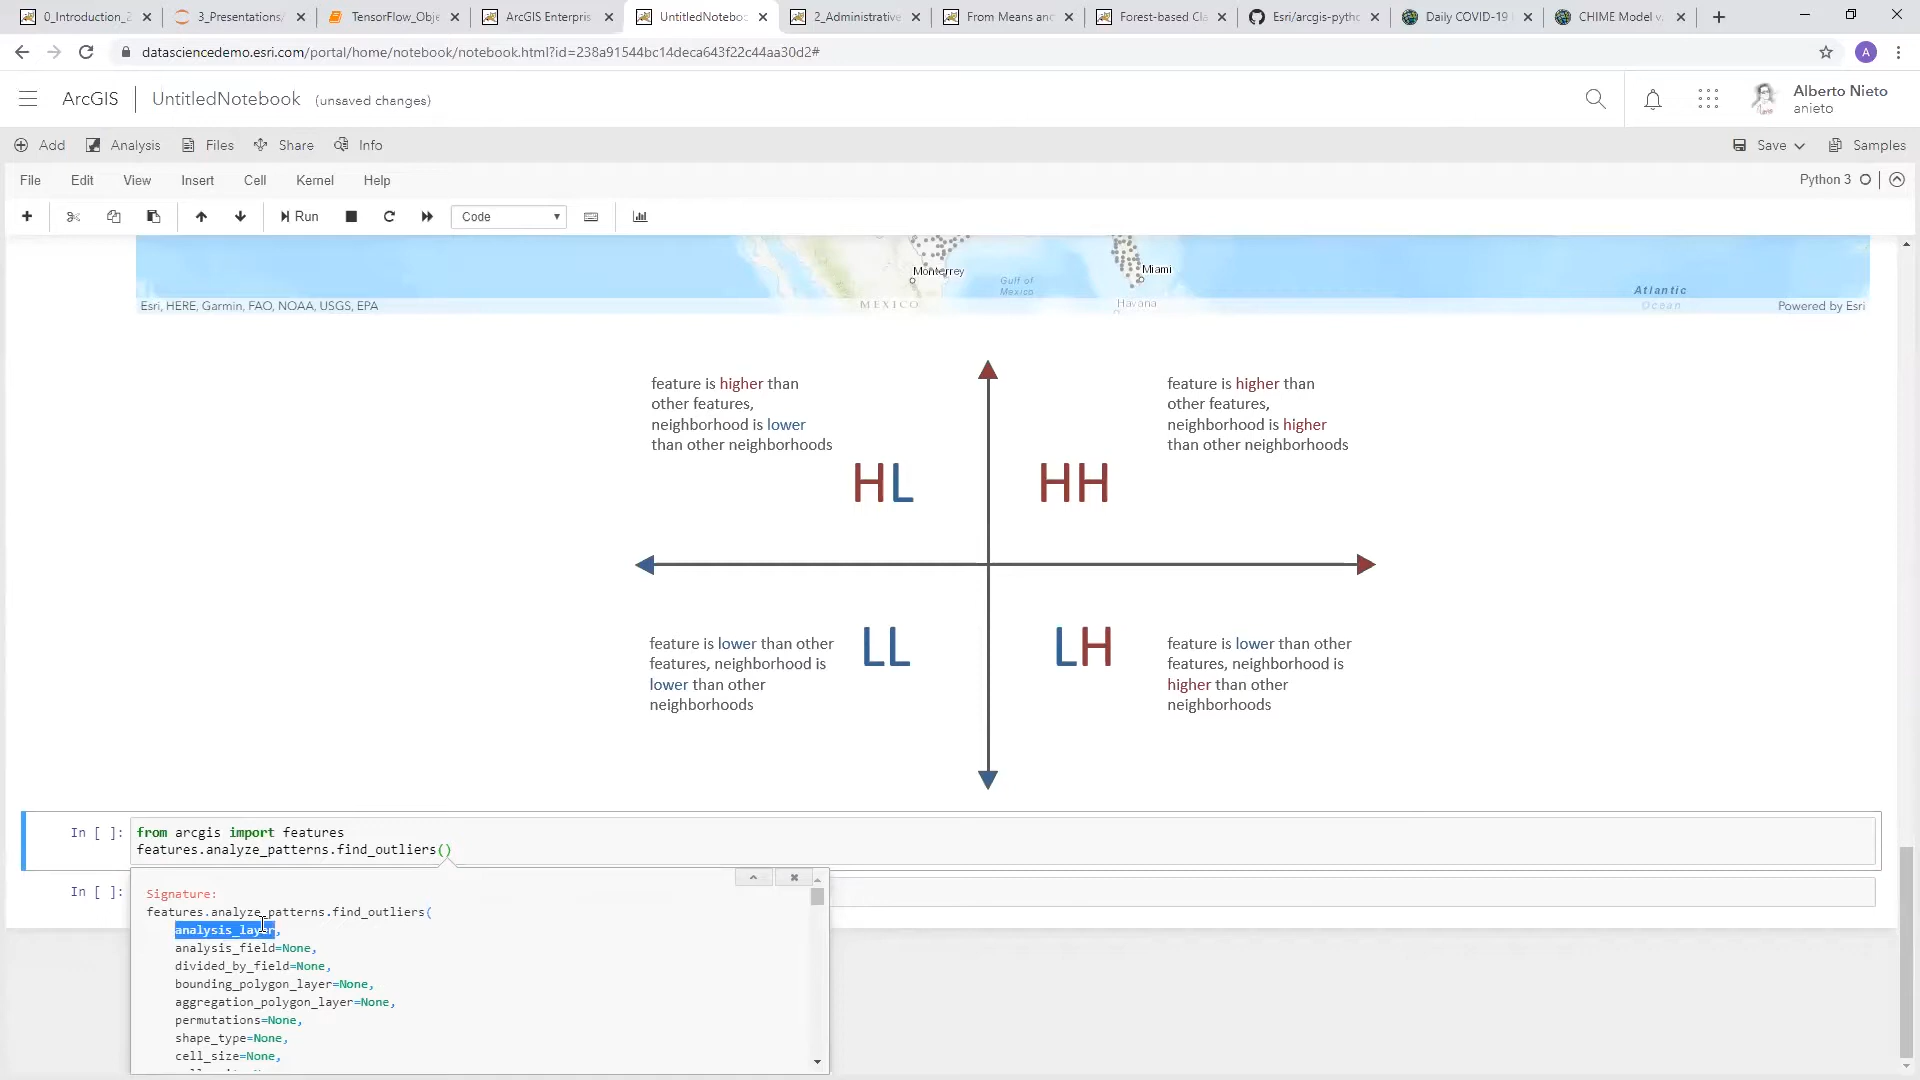 0_Introduction_2
3_Presentations/
TensorFlow_Obje
ArcGIS Enterpris
UntitledNoteboo
2_Administrative
From Means and
Forest-based Cla
Esri/arcgis-pytho
Daily COVID-19
CHIME Model v
datasciencedemo.esri.com/portal/home/notebook/notebook.html?id=238a91544bc14deca643f22c44aa30d2#
A
ArcGIS
UntitledNotebook (unsaved changes)
Alberto Nieto
anieto
Add Analysis Files Share Info
Save Samples
File Edit View Insert Cell Kernel Help
Python 3
Run
Code
Monterrey
Miami
Gulf of
Mexico
Havana
MEXICO
Atlantic
Ocean
Esri, HERE, Garmin, FAO, NOAA, USGS, EPA
Powered by Esri
feature is higher than
other features,
neighborhood is lower
than other neighborhoods
HL
feature is higher than
other features,
neighborhood is higher
than other neighborhoods
HH
feature is lower than other
features, neighborhood is
lower than other
neighborhoods
LL
feature is lower than other
features, neighborhood is
higher than other
neighborhoods
LH
In [ ]:
from arcgis import features
features.analyze_patterns.find_outliers()
In [ ]:
Signature:
features.analyze_patterns.find_outliers(
analysis_layer,
analysis_field=None,
divided_by_field=None,
bounding_polygon_layer=None,
aggregation_polygon_layer=None,
permutations=None,
shape_type=None,
cell_size=None,